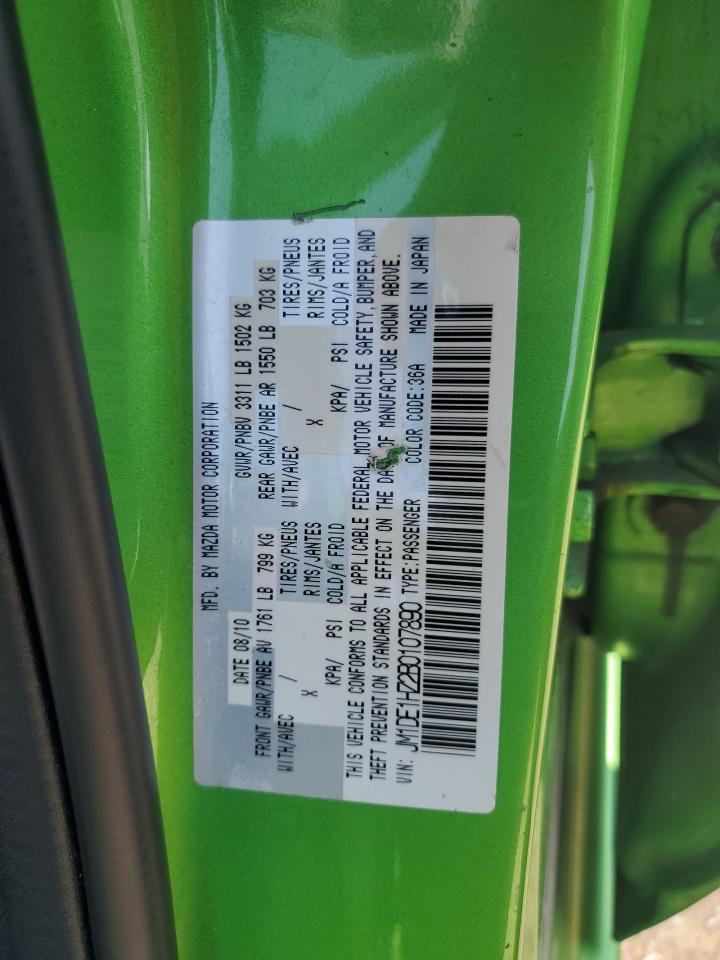 MFD. BY MAZDA MOTOR CORPORATION
DATE 08/10 GVWR/PNBV 3311 LB 1502 KG
FRONT GAWR/PNBE AV 1761 LB 799 KG REAR GAWR/PNBE AR 1550 LB 703 KG
WITH/AVEC / TIRES/PNEUS WITH/AVEC / TIRES/PNEUS
X RIMS/JANTES X RIMS/JANTES
KPA/ PSI COLD/A FROID KPA/ PSI COLD/A FROID
THIS VEHICLE CONFORMS TO ALL APPLICABLE FEDERAL MOTOR VEHICLE SAFETY, BUMPER, AND
THEFT PREVENTION STANDARDS IN EFFECT ON THE DATE OF MANUFACTURE SHOWN ABOVE.
VIN: JM1DE1HZ2B0107890 TYPE:PASSENGER COLOR CODE:36A MADE IN JAPAN